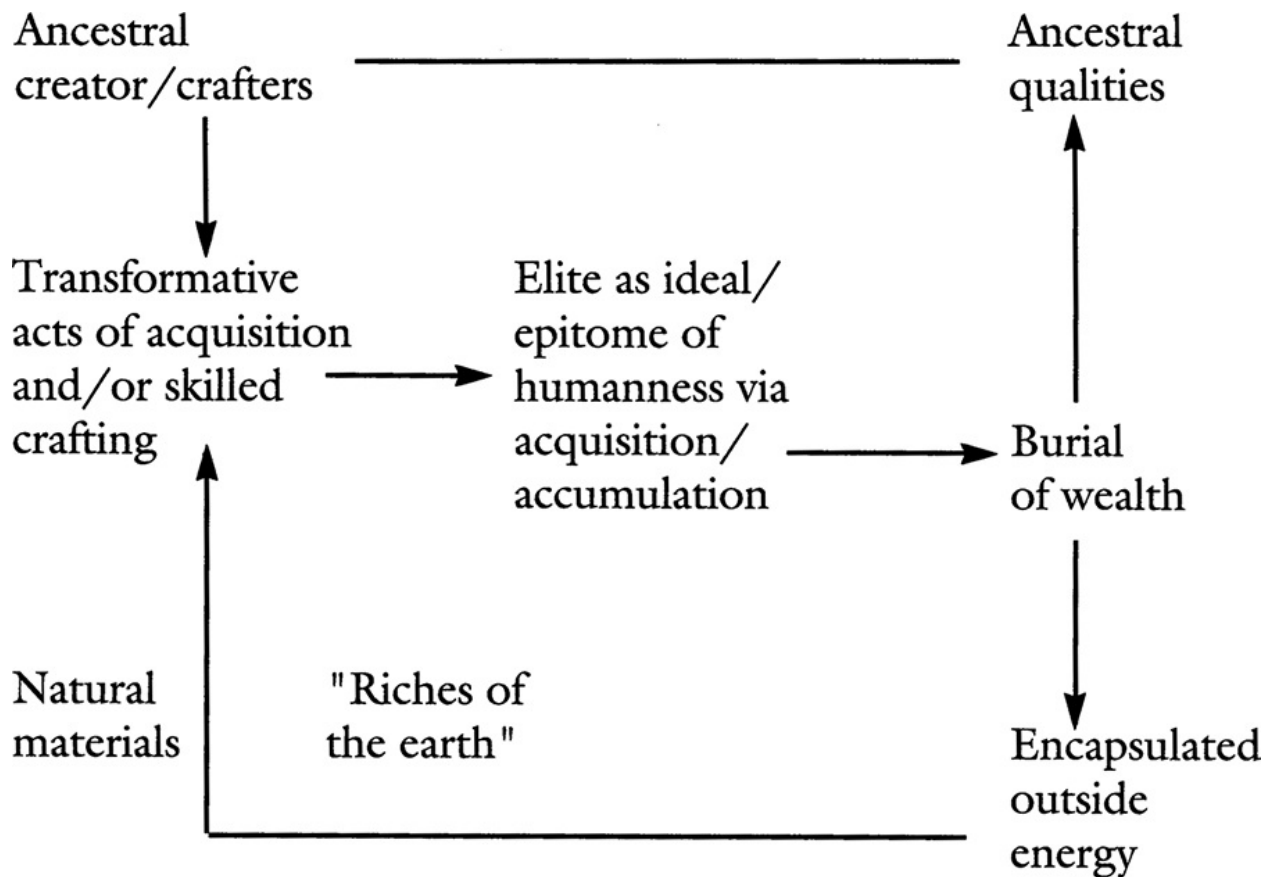 Ancestral
creator/crafters
Ancestral
qualities
Transformative
acts of acquisition
and/or skilled
crafting
Elite as ideal/
epitome of
humanness via
acquisition/
accumulation
Burial
of wealth
Natural
materials
"Riches of
the earth"
Encapsulated
outside
energy